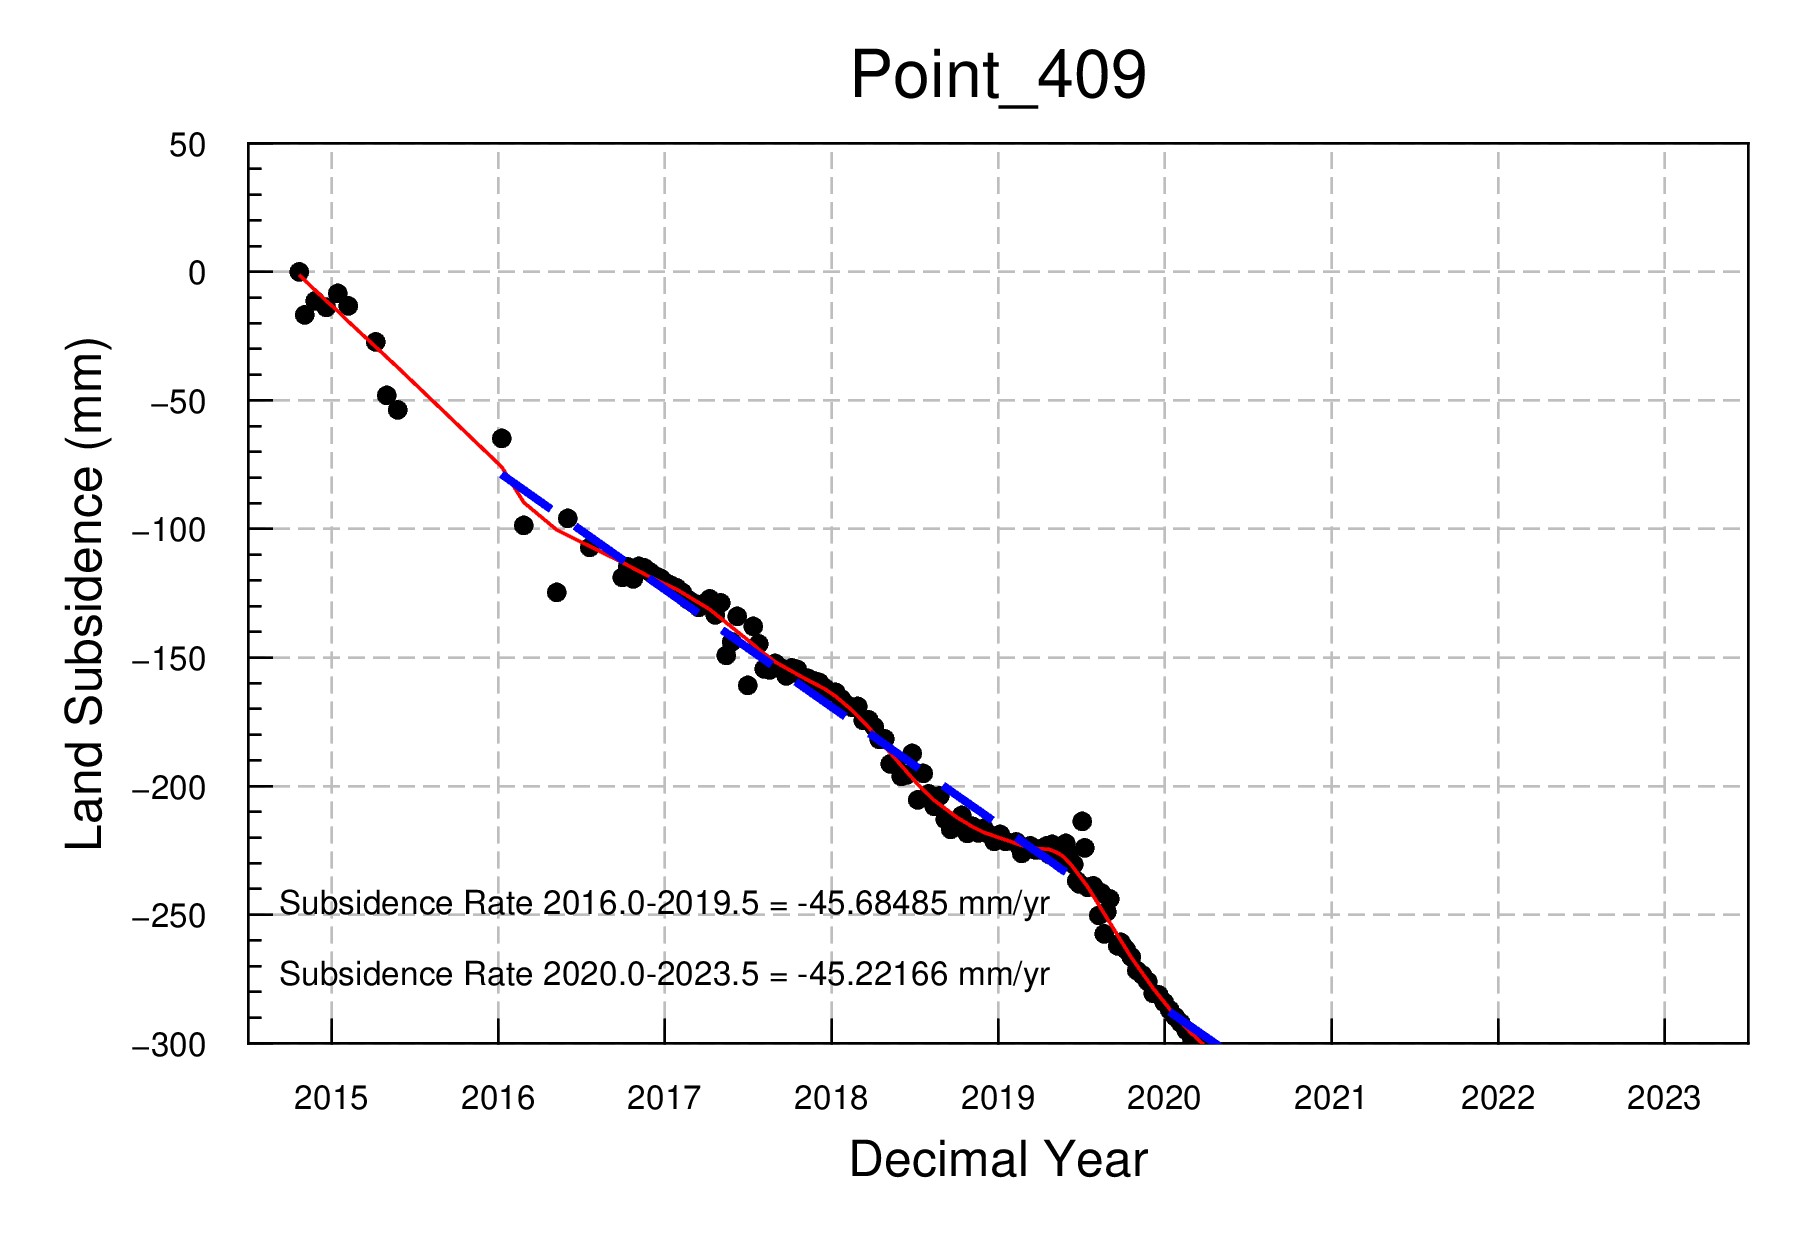 Point_409
50
0
−50
−100
−150
−200
−250
−300
Land Subsidence (mm)
Subsidence Rate 2016.0-2019.5 = -45.68485 mm/yr
Subsidence Rate 2020.0-2023.5 = -45.22166 mm/yr
2015 2016 2017 2018 2019 2020 2021 2022 2023
Decimal Year